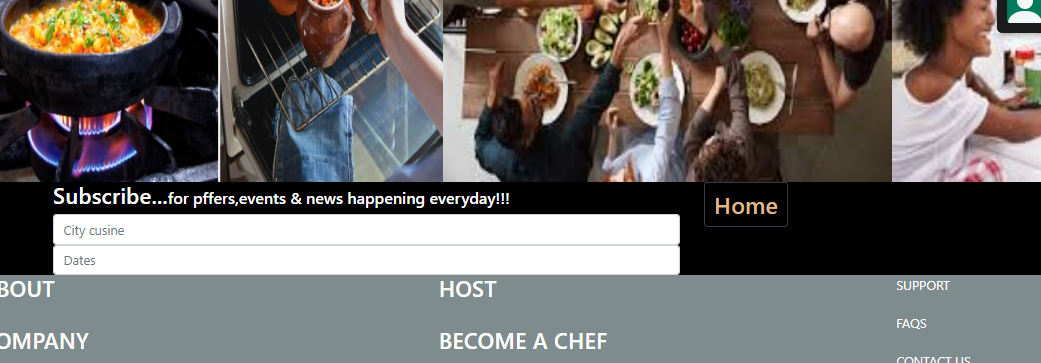 Subscribe...for pffers,events & news happening everyday!!!
Home
City cusine
Dates
BOUT
HOST
SUPPORT
FAQS
OMPANY
BECOME A CHEF
CONTACT US